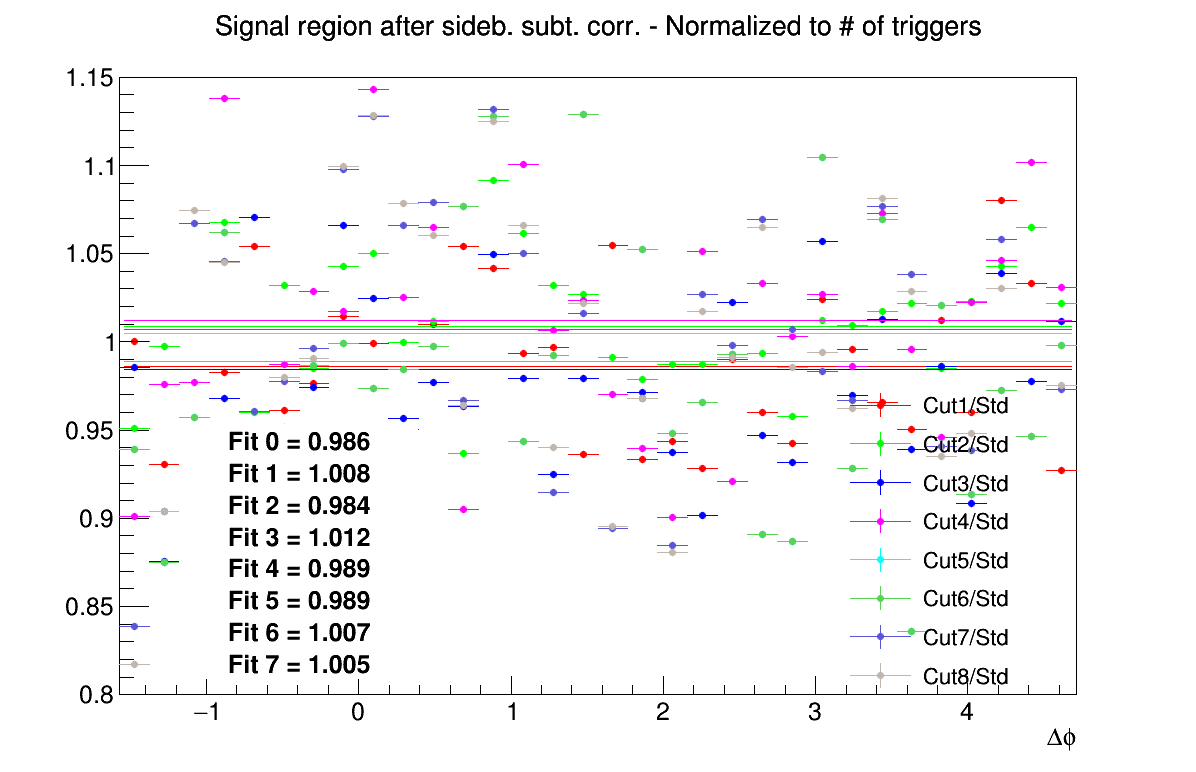 Signal region after sideb. subt. corr. - Normalized to # of triggers
1.15
1.1
1.05
1
0.95
0.9
0.85
0.8
Fit 0 = 0.986
Fit 1 = 1.008
Fit 2 = 0.984
Fit 3 = 1.012
Fit 4 = 0.989
Fit 5 = 0.989
Fit 6 = 1.007
Fit 7 = 1.005
Cut1/Std
Cut2/Std
Cut3/Std
Cut4/Std
Cut5/Std
Cut6/Std
Cut7/Std
Cut8/Std
−1 0 1 2 3 4
Δϕ